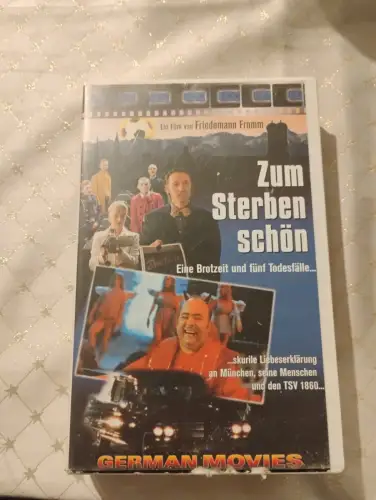 Ein Film von Friedemann Fromm
Zum
Sterben
schön
Eine Brotzeit und fünf Todesfälle...
...skurile Liebeserklärung
an München, seine Menschen
und den TSV 1860...
GERMAN MOVIES